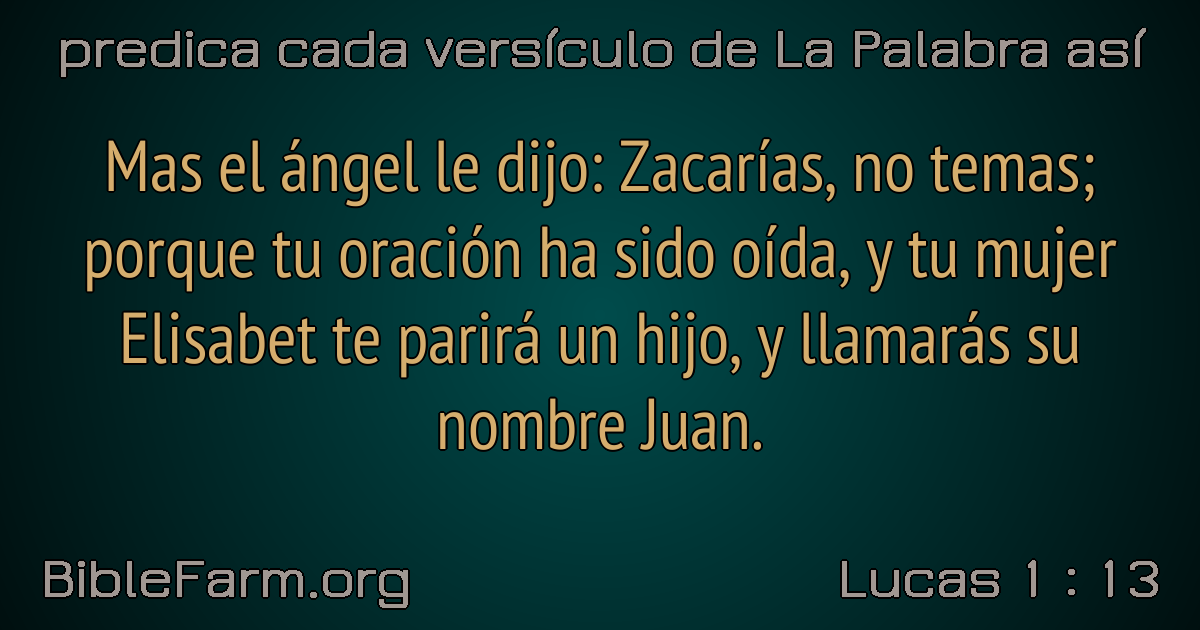 predica cada versículo de La Palabra así
Mas el ángel le dijo: Zacarías, no temas;
porque tu oración ha sido oída, y tu mujer
Elisabet te parirá un hijo, y llamarás su
nombre Juan.
BibleFarm.org
Lucas 1 : 13